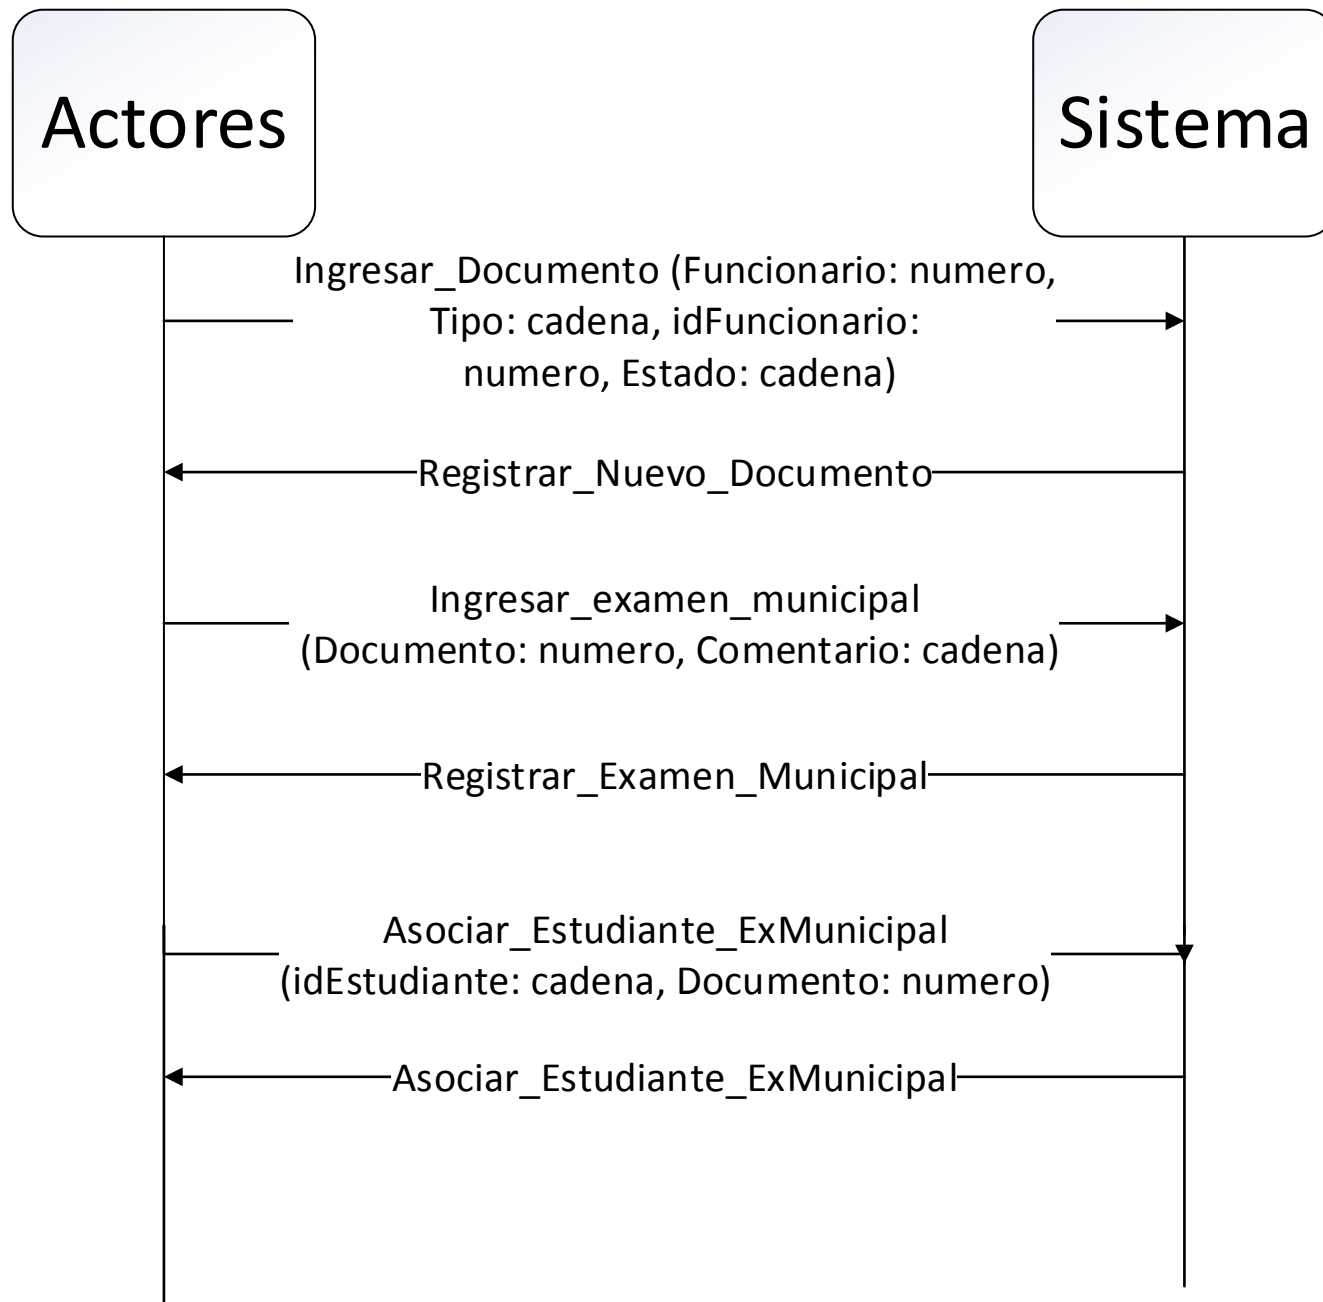 Actores
Sistema
Ingresar_Documento (Funcionario: numero,
Tipo: cadena, idFuncionario:
numero, Estado: cadena)
Registrar_Nuevo_Documento
Ingresar_examen_municipal
(Documento: numero, Comentario: cadena)
Registrar_Examen_Municipal
Asociar_Estudiante_ExMunicipal
(idEstudiante: cadena, Documento: numero)
Asociar_Estudiante_ExMunicipal